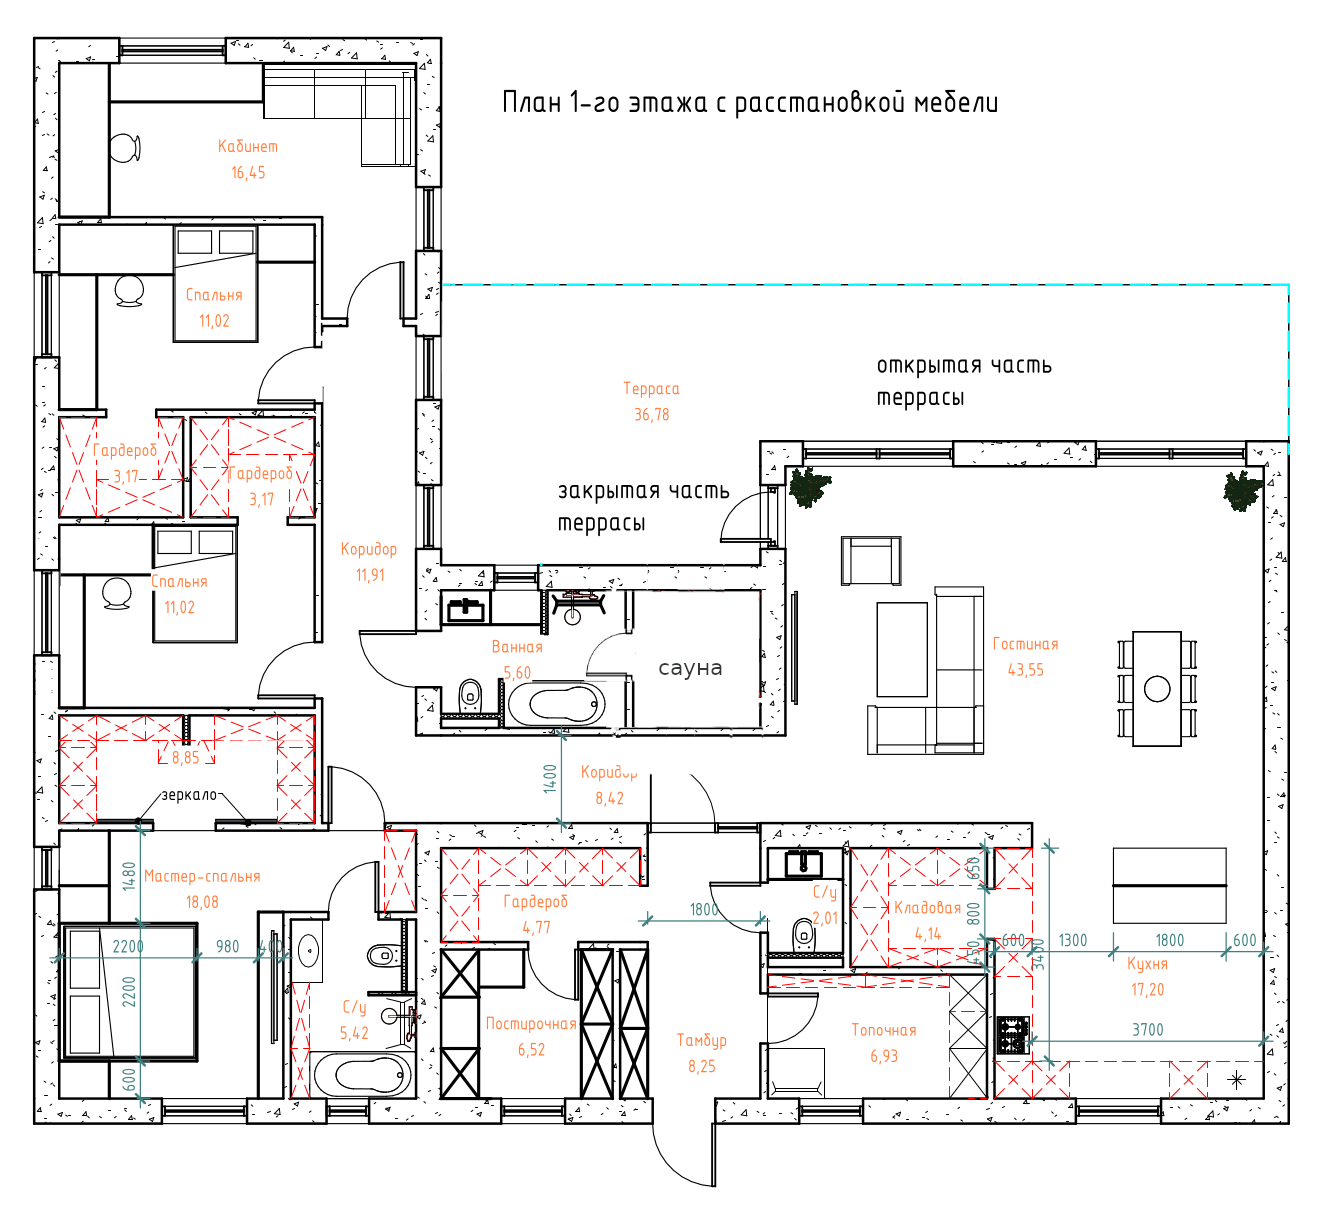 План 1-го этажа с расстановкой мебели
Кабинет
16,45
Спальня
11,02
открытая часть
террасы
Терраса
36,78
Гардероб
3,17
Гардероб
3,17
закрытая часть
террасы
Коридор
11,91
Спальня
11,02
Ванная
5,60
сауна
Гостиная
43,55
8,85
зеркало
1400
Коридор
8,42
Мастер-спальня
18,08
1480
2200
980
400
2200
600
С/у
5,42
Гардероб
4,77
Постирочная
6,52
1800
Тамбур
8,25
С/у
2,01
Кладовая
4,14
650
800
450
Топочная
6,93
600
3400
1300
1800
600
Кухня
17,20
3700